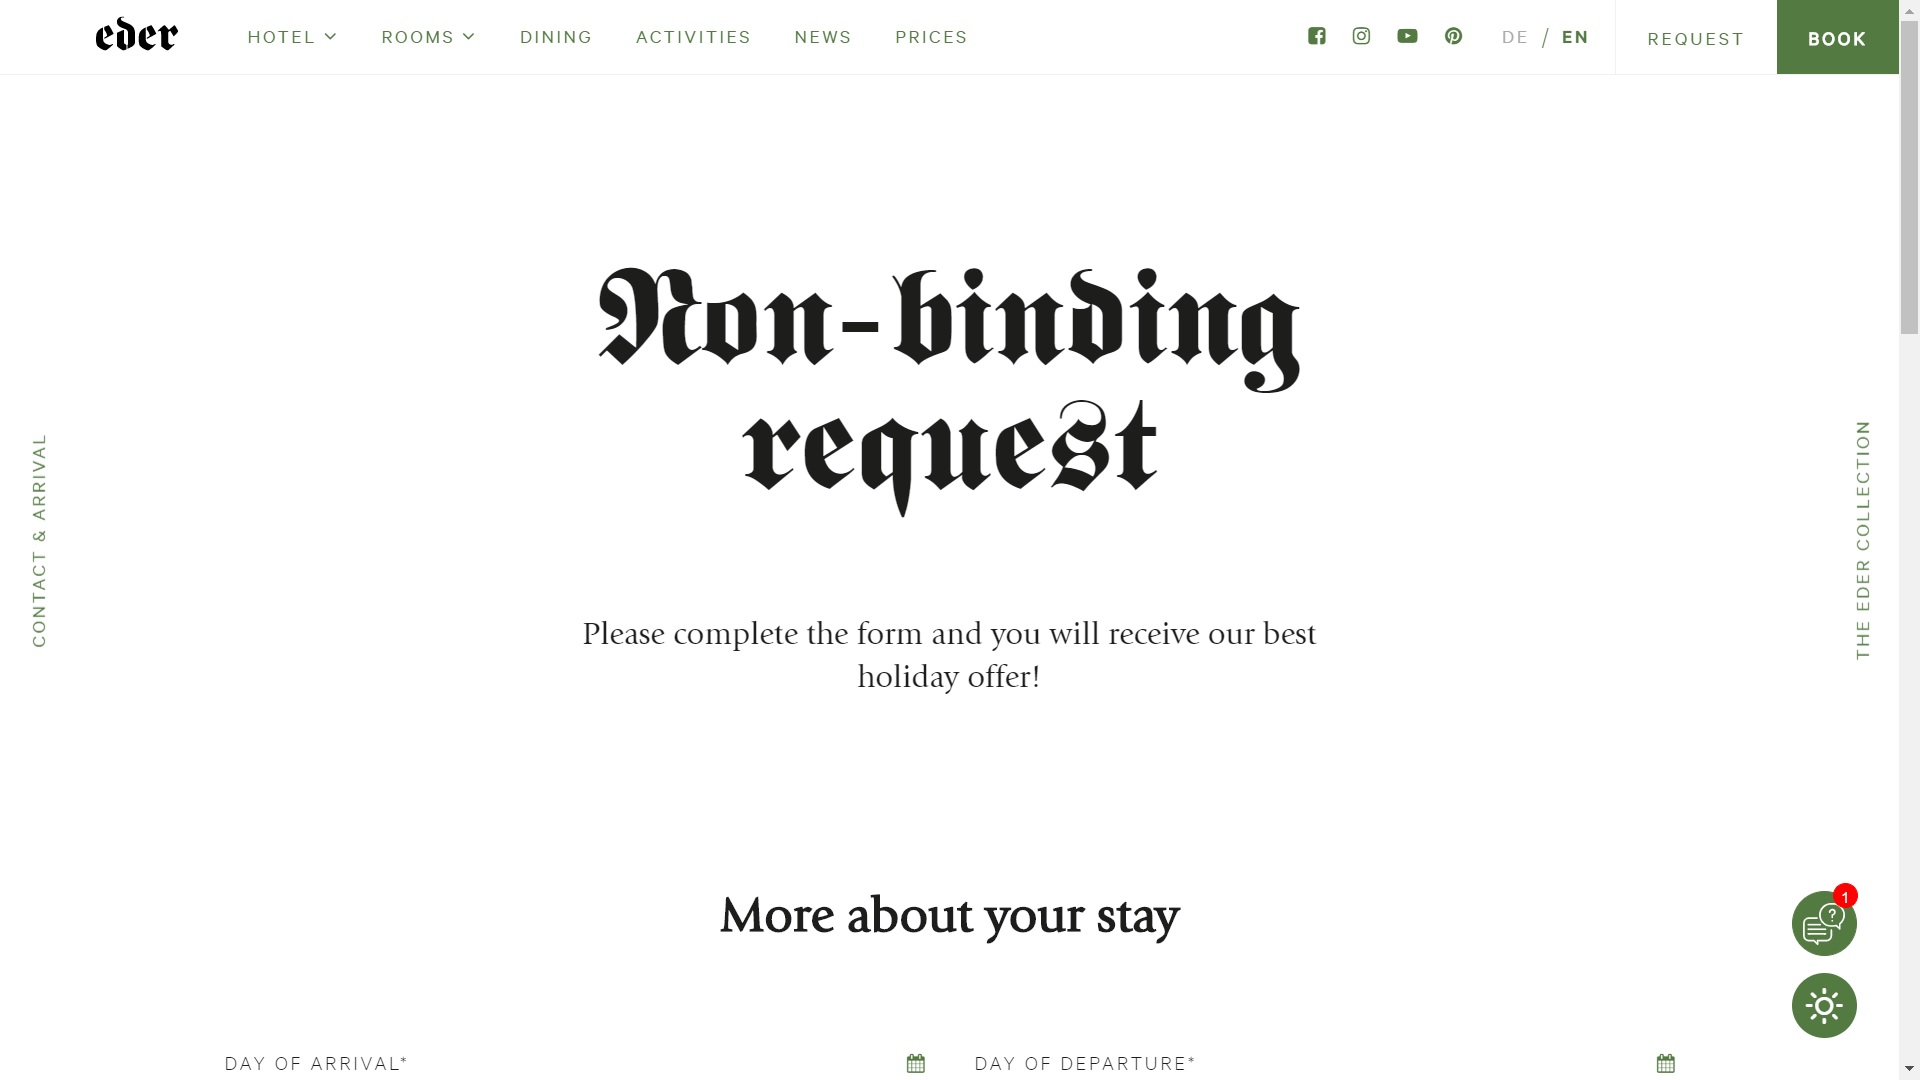 eder
HOTEL
ROOMS
DINING
ACTIVITIES
NEWS
PRICES
DE / EN
REQUEST
BOOK
Non-binding
request
CONTACT & ARRIVAL
THE EDER COLLECTION
Please complete the form and you will receive our best
holiday offer!
More about your stay
1
?
DAY OF ARRIVAL*
DAY OF DEPARTURE*